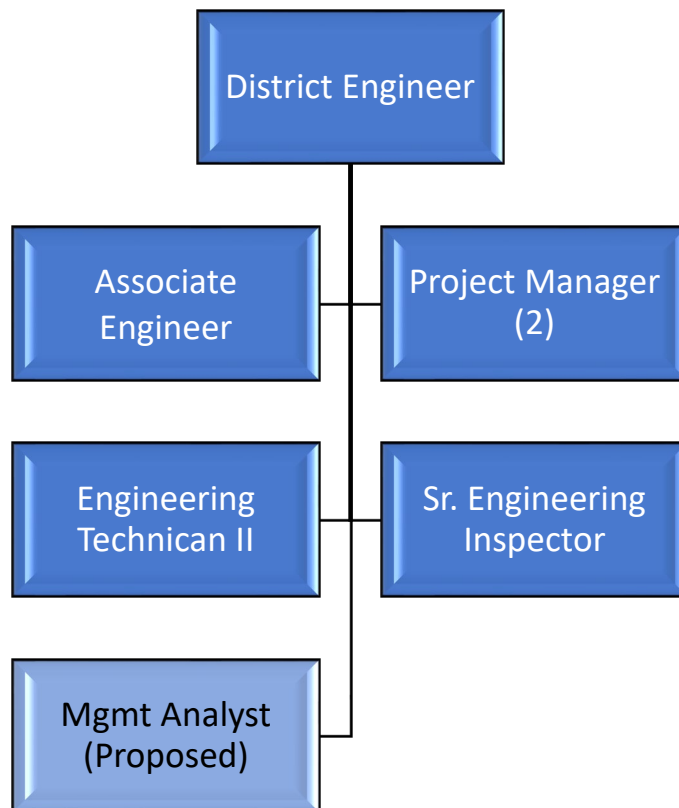 District Engineer
Associate
Engineer
Project Manager
(2)
Engineering
Technican II
Sr. Engineering
Inspector
Mgmt Analyst
(Proposed)